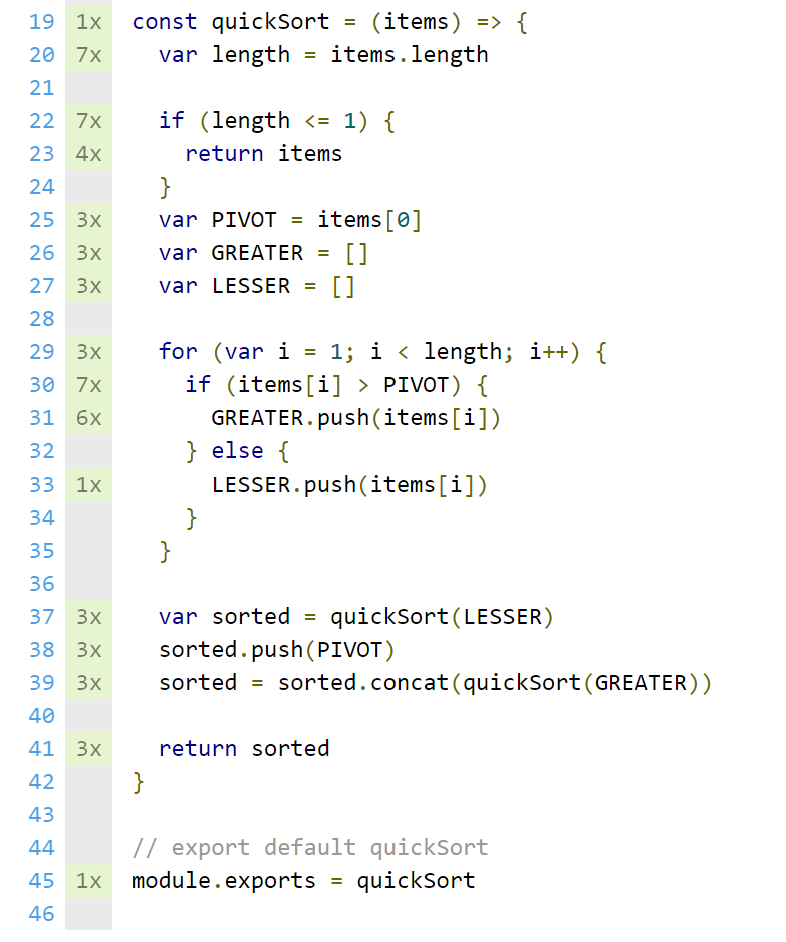 19 1x const quickSort = (items) => {
20 7x var length = items.length
21
22 7x if (length <= 1) {
23 4x return items
24 }
25 3x var PIVOT = items[0]
26 3x var GREATER = []
27 3x var LESSER = []
28
29 3x for (var i = 1; i < length; i++) {
30 7x if (items[i] > PIVOT) {
31 6x GREATER.push(items[i])
32 } else {
33 1x LESSER.push(items[i])
34 }
35 }
36
37 3x var sorted = quickSort(LESSER)
38 3x sorted.push(PIVOT)
39 3x sorted = sorted.concat(quickSort(GREATER))
40
41 3x return sorted
42 }
43
44 // export default quickSort
45 1x module.exports = quickSort
46